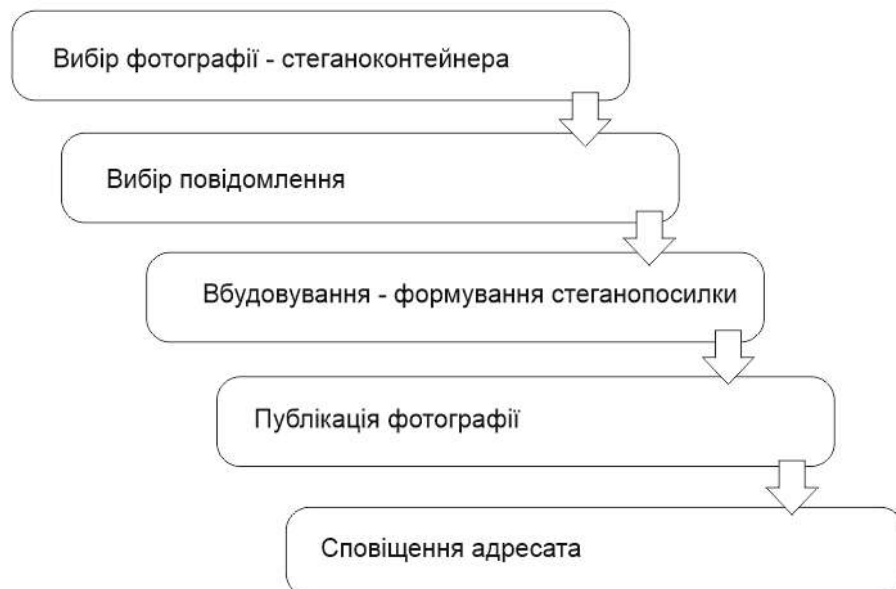 Вибір фотографії - стеганоконтейнера
Вибір повідомлення
Вбудовування - формування стеганопосилки
Публікація фотографії
Сповіщення адресата